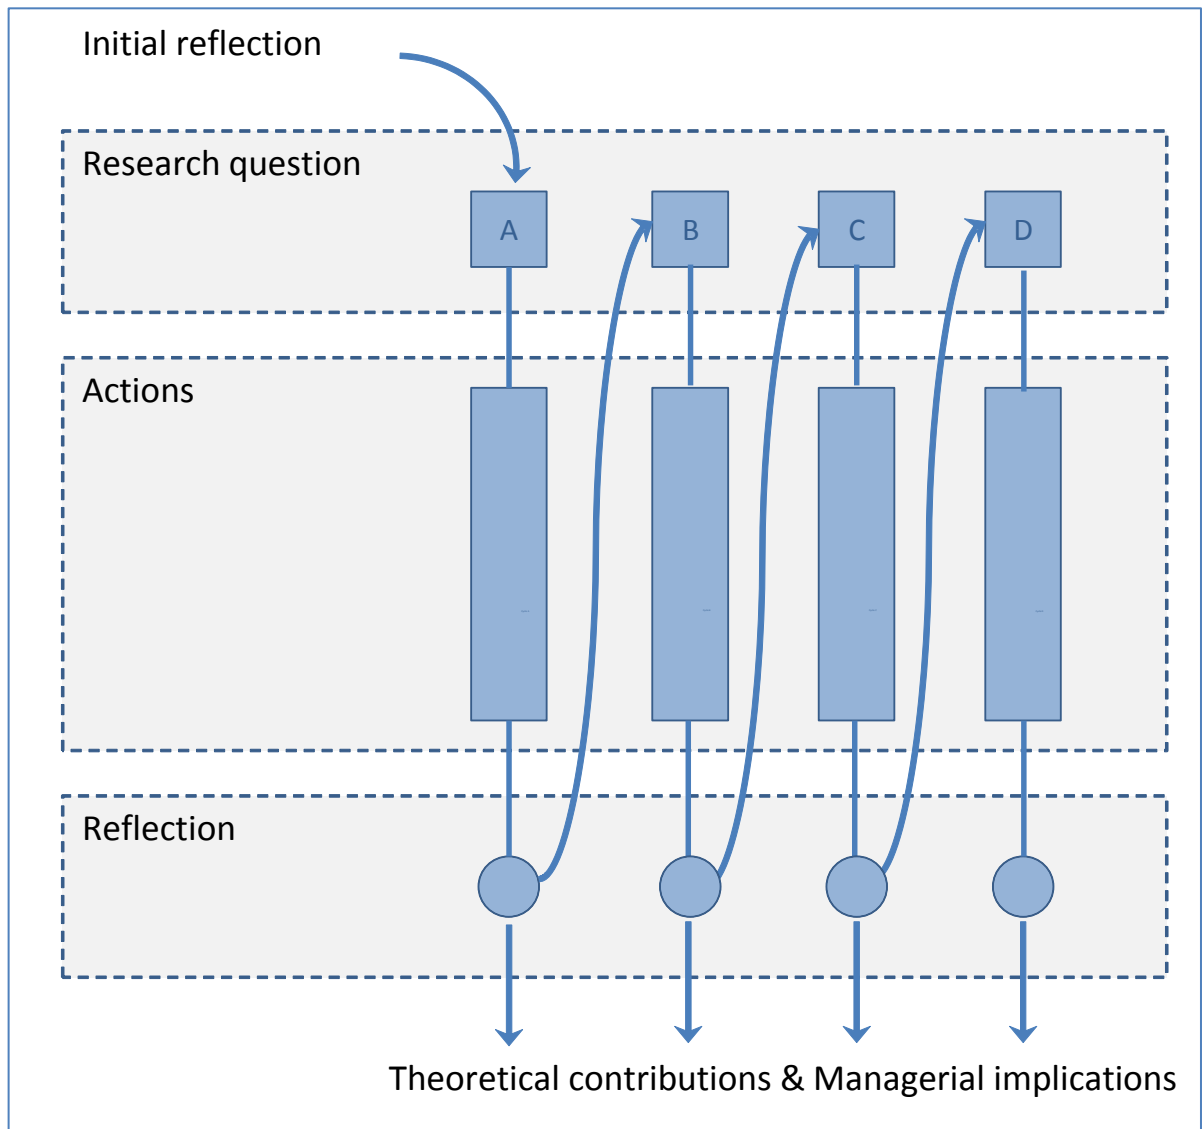 Initial reflection
Research question
A B C D
Actions
Reflection
Theoretical contributions & Managerial implications